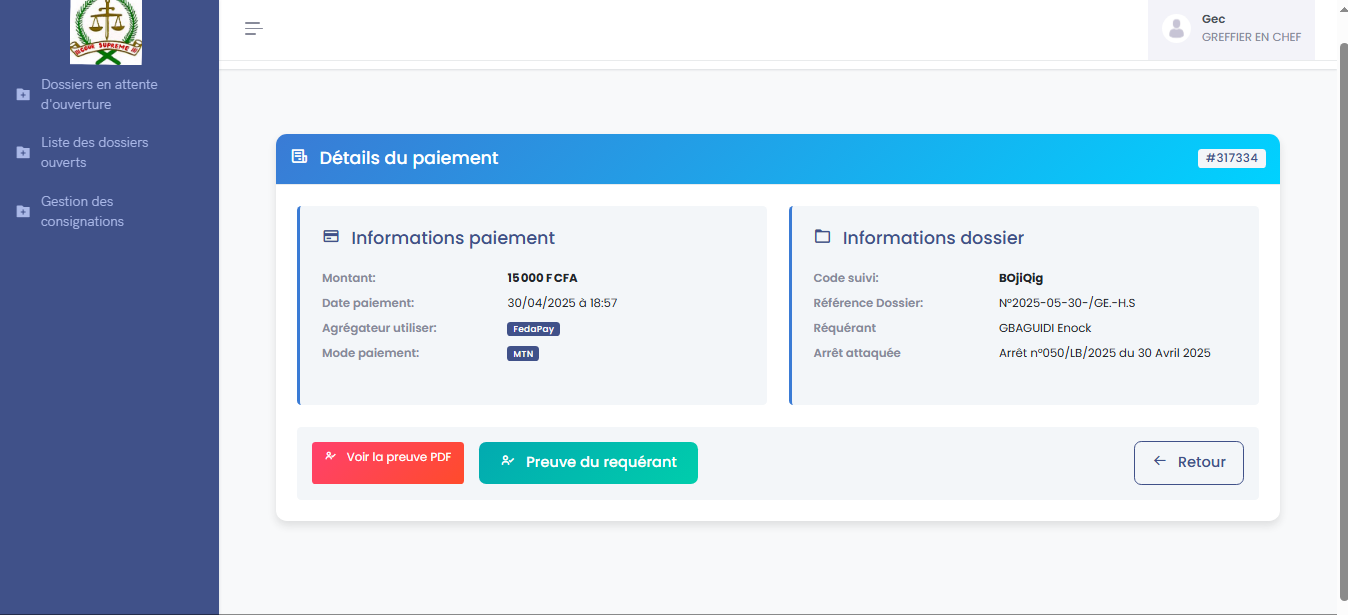 COUR SUPREME
Gec
GREFFIER EN CHEF
Dossiers en attente
d'ouverture
Liste des dossiers
ouverts
Gestion des
consignations
Détails du paiement
#317334
Informations paiement
Montant: 15 000 F CFA
Date paiement: 30/04/2025 à 18:57
Agrégateur utiliser: FedaPay
Mode paiement: MTN
Informations dossier
Code suivi: BOjiQig
Référence Dossier: N°2025-05-30-/GE.-H.S
Réquérant GBAGUIDI Enock
Arrêt attaquée Arrêt n°050/LB/2025 du 30 Avril 2025
Voir la preuve PDF
Preuve du requérant
← Retour